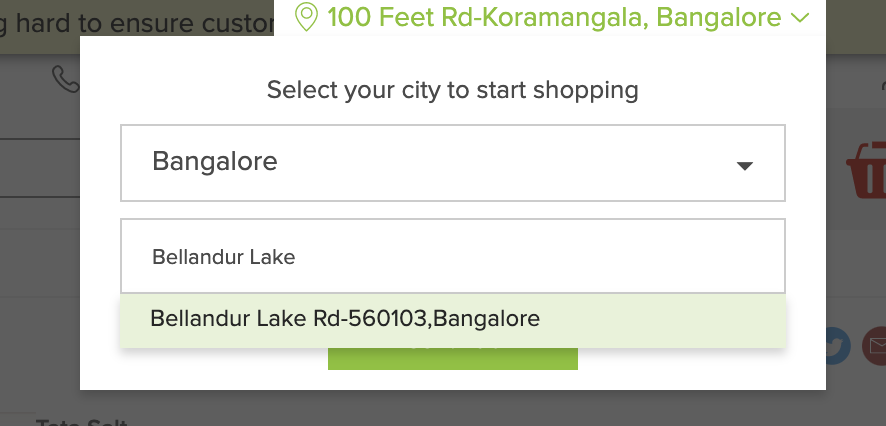 g hard to ensure custor
100 Feet Rd-Koramangala, Bangalore
Select your city to start shopping
Bangalore
Bellandur Lake
Bellandur Lake Rd-560103,Bangalore
Tata Salt